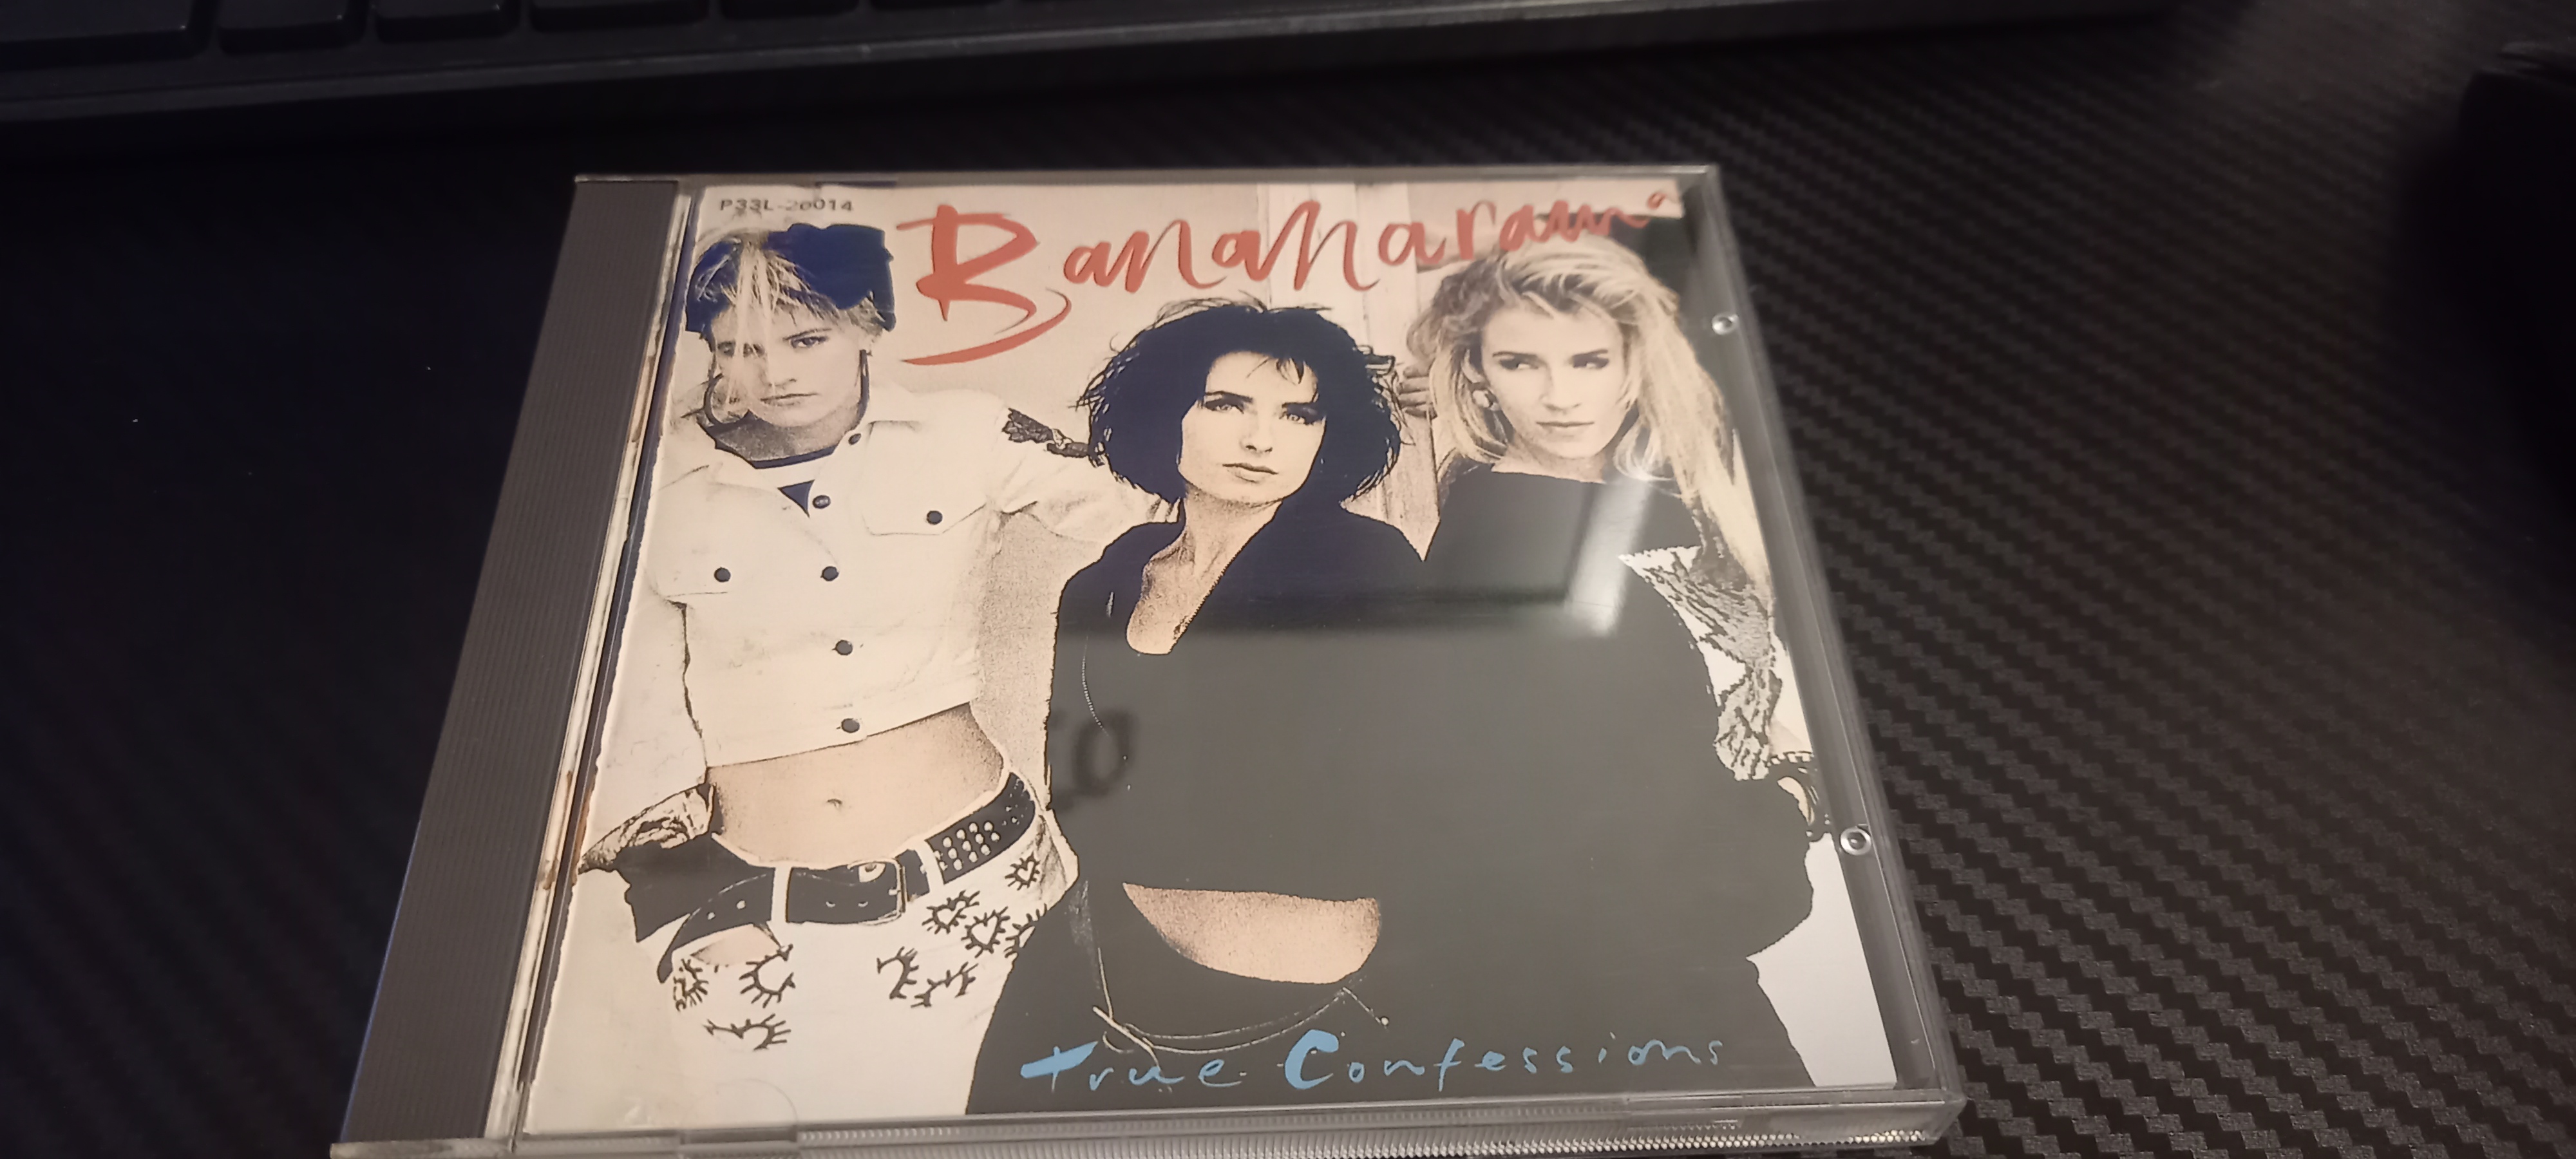 P33L-20014
Bananarama
True Confessions